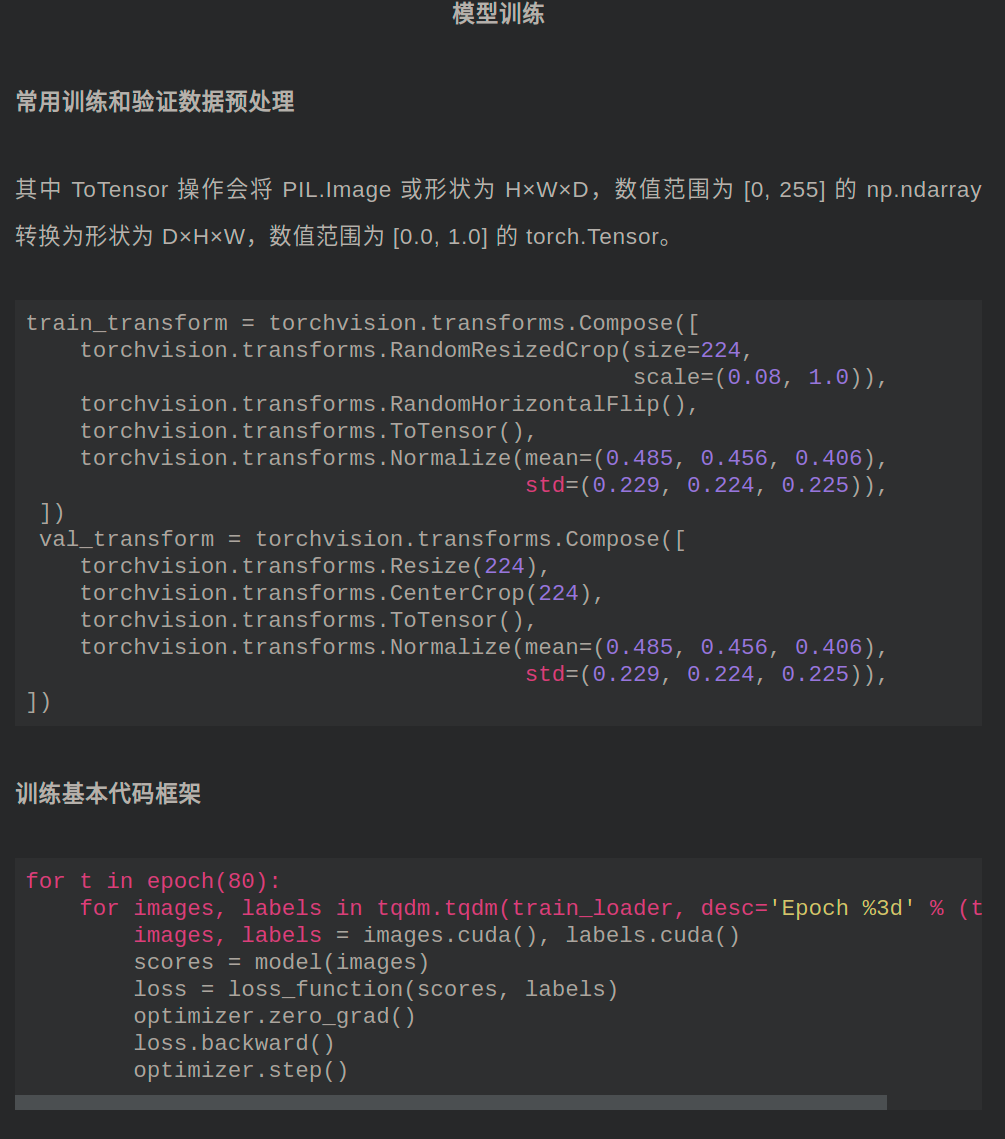 模型训练
常用训练和验证数据预处理
其中 ToTensor 操作会将 PIL.Image 或形状为 H×W×D，数值范围为 [0, 255] 的 np.ndarray
转换为形状为 D×H×W，数值范围为 [0.0, 1.0] 的 torch.Tensor。
train_transform = torchvision.transforms.Compose([
    torchvision.transforms.RandomResizedCrop(size=224,
                                             scale=(0.08, 1.0)),
    torchvision.transforms.RandomHorizontalFlip(),
    torchvision.transforms.ToTensor(),
    torchvision.transforms.Normalize(mean=(0.485, 0.456, 0.406),
                                     std=(0.229, 0.224, 0.225)),
 ])
 val_transform = torchvision.transforms.Compose([
    torchvision.transforms.Resize(224),
    torchvision.transforms.CenterCrop(224),
    torchvision.transforms.ToTensor(),
    torchvision.transforms.Normalize(mean=(0.485, 0.456, 0.406),
                                     std=(0.229, 0.224, 0.225)),
])
训练基本代码框架
for t in epoch(80):
    for images, labels in tqdm.tqdm(train_loader, desc='Epoch %3d' % (t
        images, labels = images.cuda(), labels.cuda()
        scores = model(images)
        loss = loss_function(scores, labels)
        optimizer.zero_grad()
        loss.backward()
        optimizer.step()